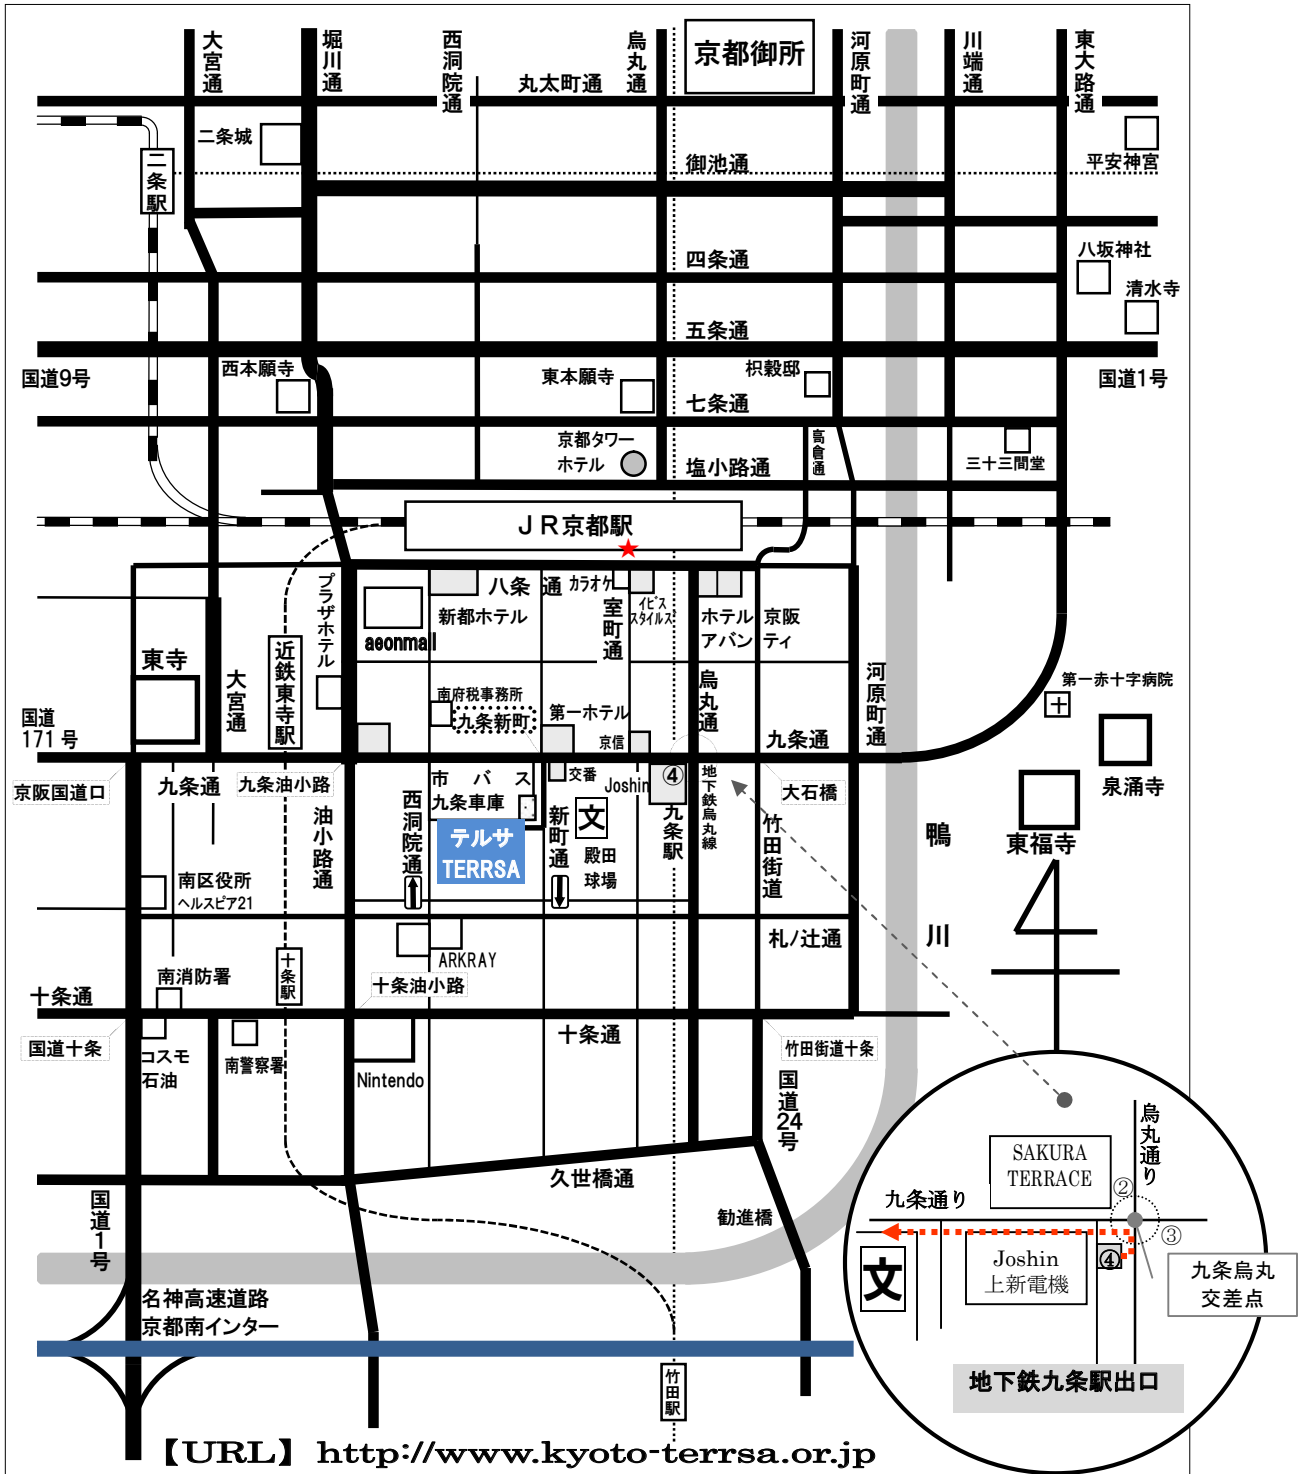 大宮通
堀川通
西洞院通
烏丸通
京都御所
河原町通
川端通
東大路通
丸太町通
二条城
二条駅
御池通
平安神宮
四条通
八坂神社
清水寺
五条通
国道9号
西本願寺
東本願寺
枳穀邸
国道1号
七条通
京都タワー
ホテル
塩小路通
高倉通
三十三間堂
JR京都駅
★
八条 通
カラオケ
プラザホテル
aeonmall
新都ホテル
室町通
イビス
スタイルズ
ホテル 京阪
アバンティ
東寺
大宮通
近鉄東寺駅
烏丸通
河原町通
第一赤十字病院
南府税事務所
九条新町
第一ホテル
京信
国道
171 号
九条通
泉涌寺
京阪国道口
九条通
九条油小路
市 バ ス
九条車庫
交番
Joshin
④
地下鉄烏丸線
大石橋
油小路通
西洞院通
テルサ
TERRSA
新町通
文
殿田
球場
九条駅
竹田街道
鴨
川
東福寺
南区役所
ヘルスピア21
札ノ辻通
ARKRAY
十条駅
南消防署
十条油小路
十条通
十条通
国道十条
コスモ
石油
南警察署
Nintendo
竹田街道十条
国道24号
久世橋通
国道1号
勧進橋
名神高速道路
京都南インター
竹田駅
烏丸通り
SAKURA
TERRACE
②
九条通り
③
文
Joshin
上新電機
④
九条烏丸
交差点
地下鉄九条駅出口
【URL】 http://www.kyoto-terrsa.or.jp